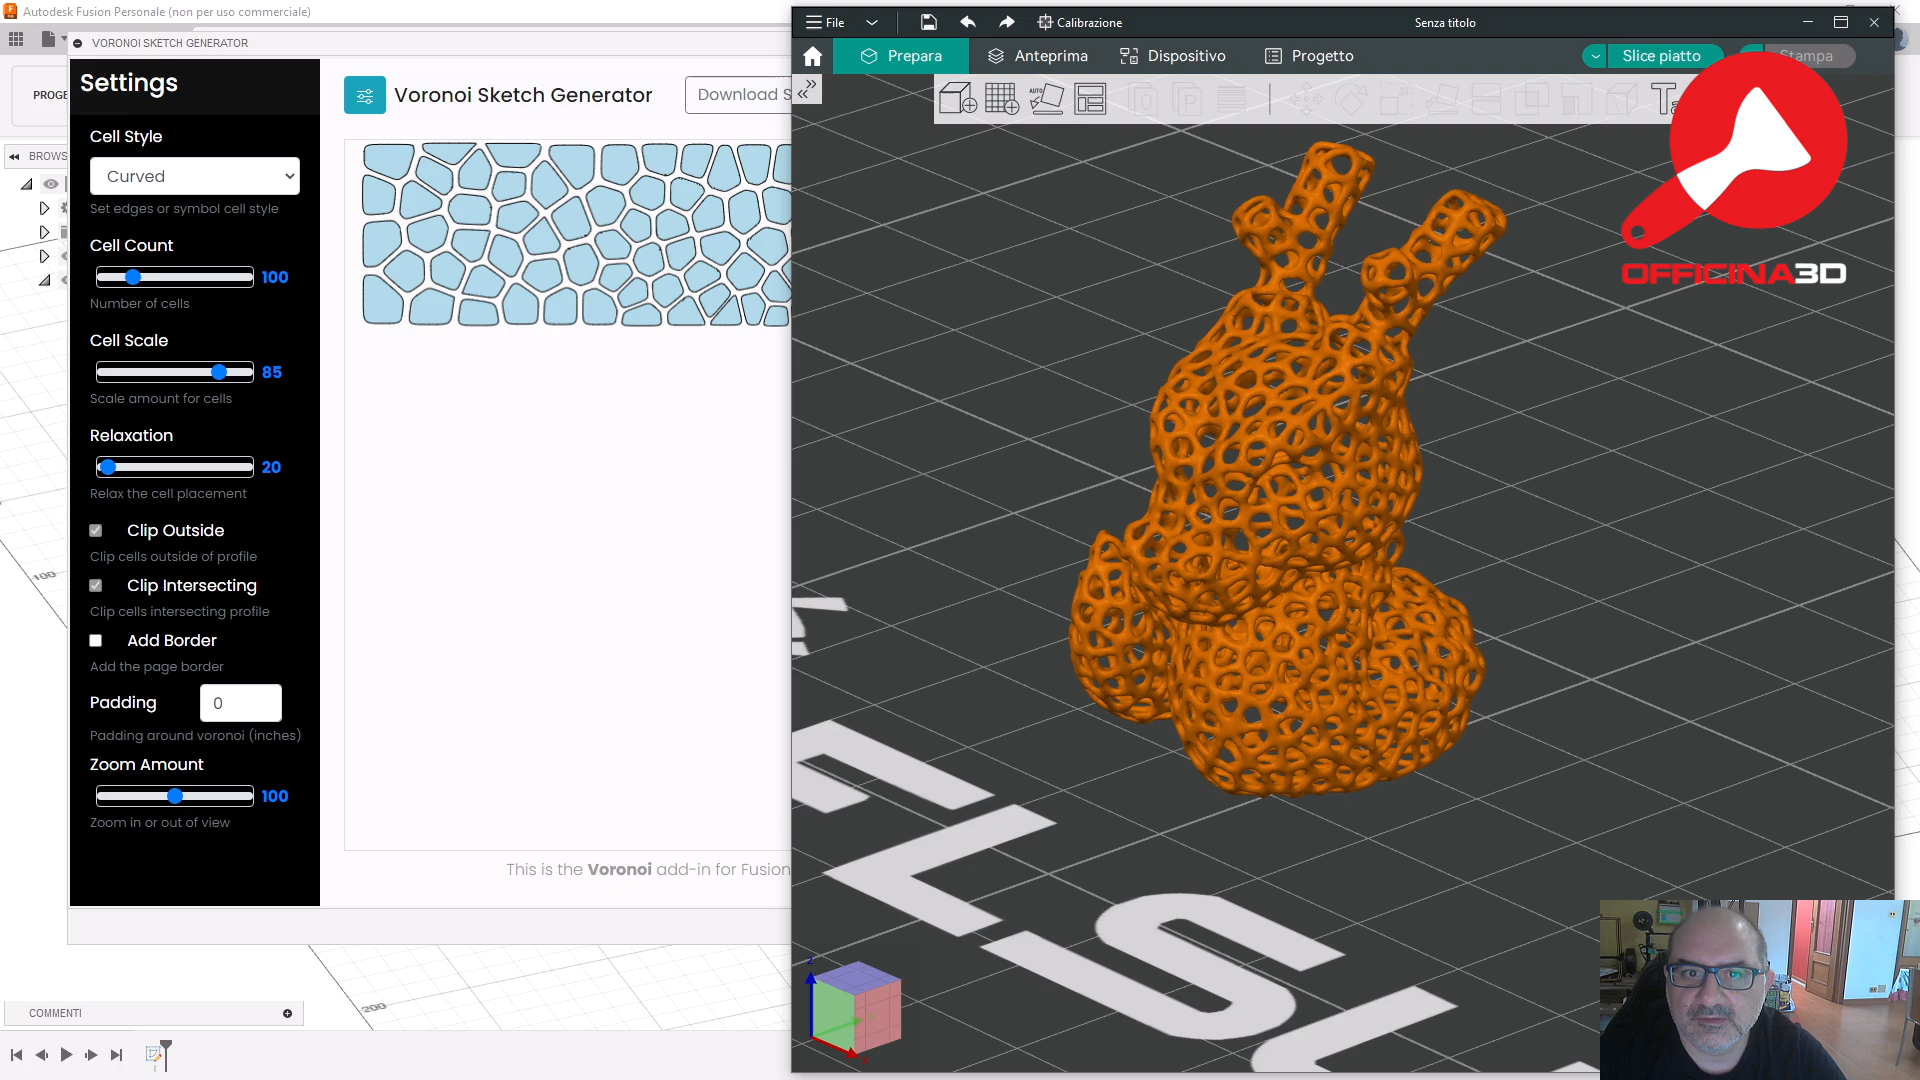 Autodesk Fusion Personale (non per uso commerciale)
File
Calibrazione
Senza titolo
VORONOI SKETCH GENERATOR
Prepara
Anteprima
Dispositivo
Progetto
Slice piatto
Stampa
Settings
PROGE
Voronoi Sketch Generator
Download S
AUTO
Cell Style
BROWS
Curved
Set edges or symbol cell style
Cell Count
100
Number of cells
OFFICINA3D
Cell Scale
85
Scale amount for cells
Relaxation
20
Relax the cell placement
Clip Outside
Clip cells outside of profile
100
Clip Intersecting
Clip cells intersecting profile
Add Border
Add the page border
Padding
0
Padding around voronoi (inches)
Zoom Amount
100
Zoom in or out of view
This is the Voronoi add-in for Fusion
200
COMMENTI